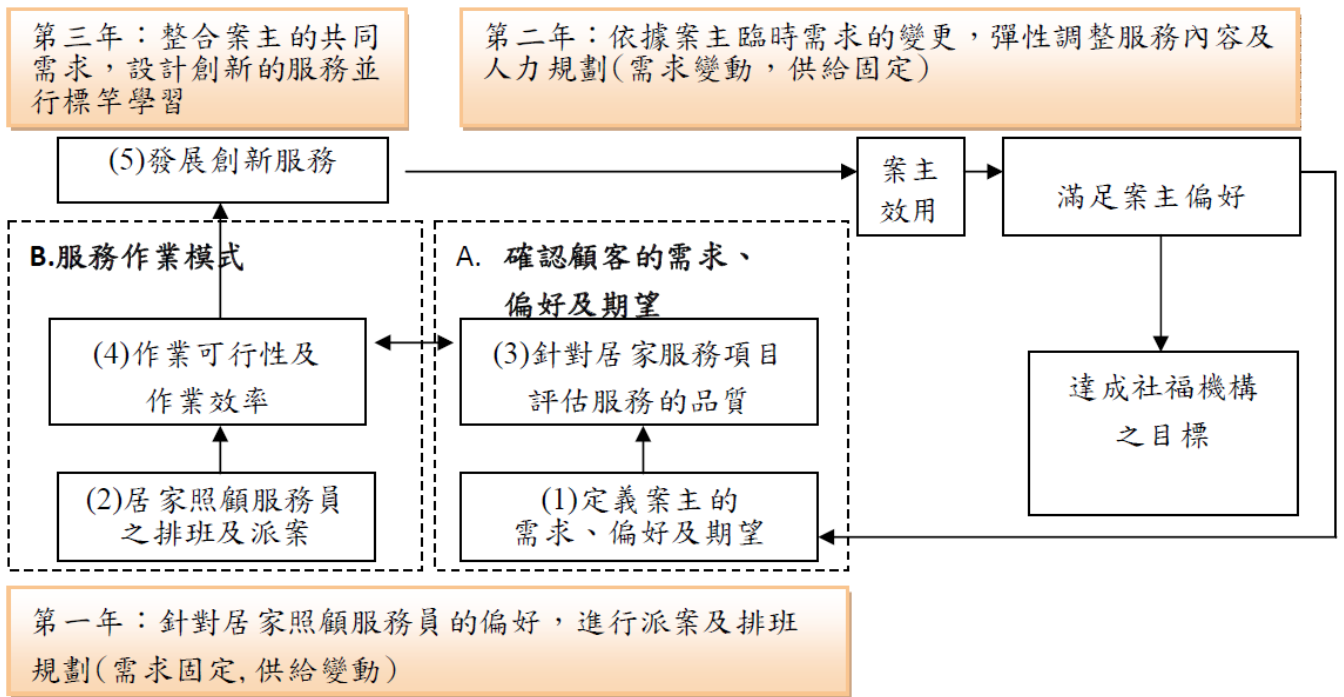 第三年：整合案主的共同
需求，設計創新的服務並
行標竿學習
第二年：依據案主臨時需求的變更，彈性調整服務內容及
人力規劃(需求變動，供給固定)
(5)發展創新服務
案主
效用
滿足案主偏好
B.服務作業模式
A. 確認顧客的需求、
偏好及期望
(4)作業可行性及
作業效率
(3)針對居家服務項目
評估服務的品質
達成社福機構
之目標
(2)居家照顧服務員
之排班及派案
(1)定義案主的
需求、偏好及期望
第一年：針對居家照顧服務員的偏好，進行派案及排班
規劃(需求固定,供給變動)